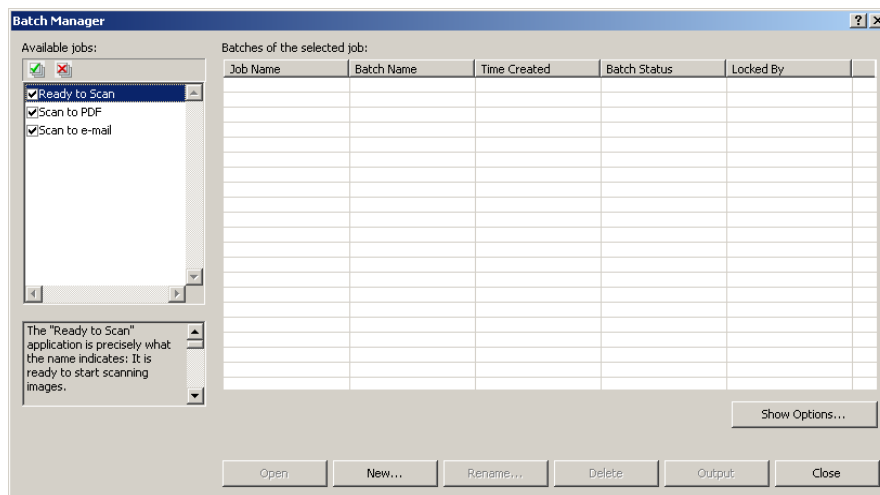 Batch Manager
Available jobs:
Batches of the selected job:
Job Name Batch Name Time Created Batch Status Locked By
Ready to Scan
Scan to PDF
Scan to e-mail
The "Ready to Scan"
application is precisely what
the name indicates: It is
ready to start scanning
images.
Show Options...
Open New... Rename... Delete Output Close